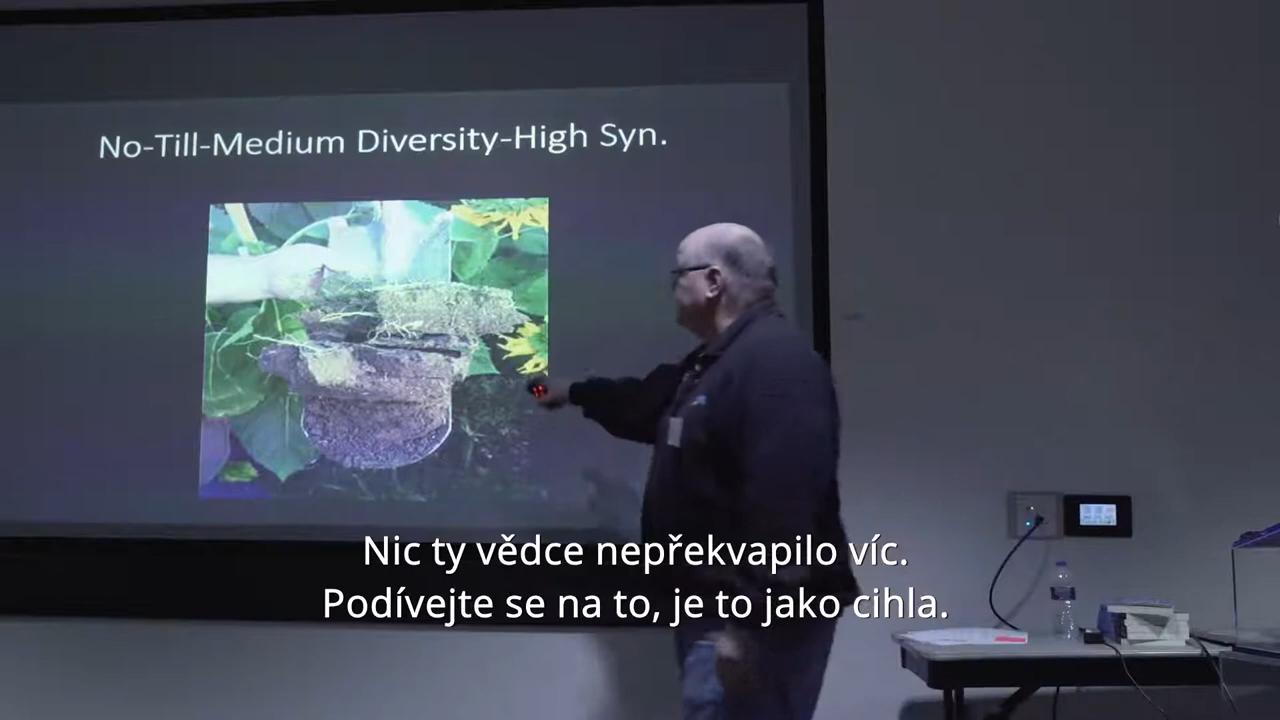 No-Till-Medium Diversity-High Syn.
Nic ty vědce nepřekvapilo víc.
Podívejte se na to, je to jako cihla.